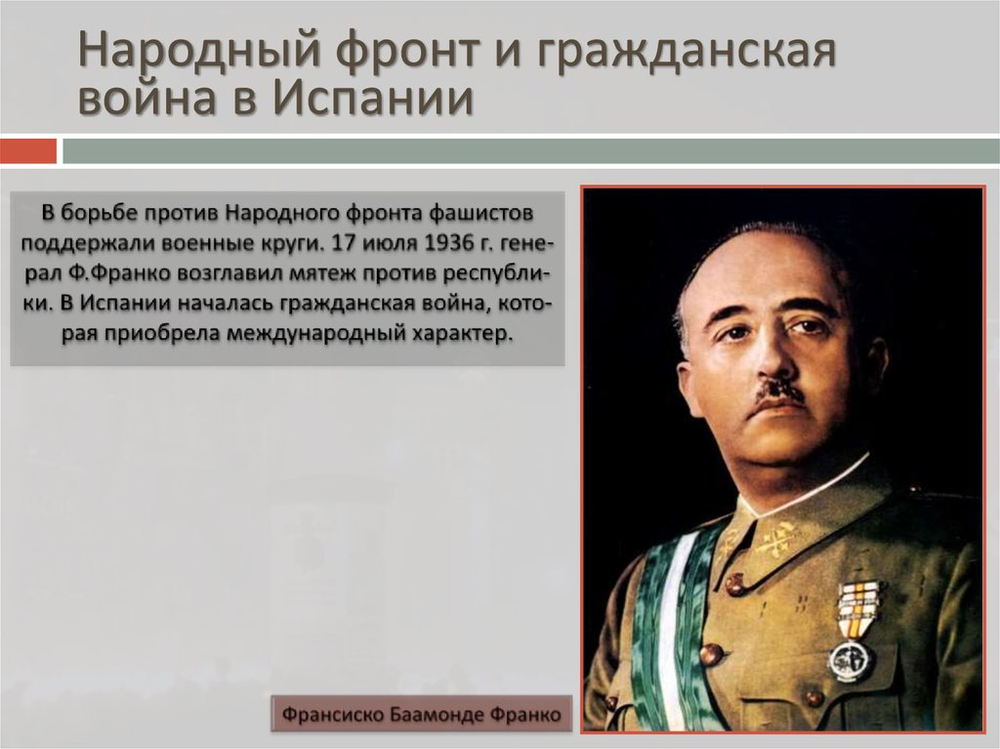 Народный фронт и гражданская
война в Испании
В борьбе против Народного фронта фашистов
поддержали военные круги. 17 июля 1936 г. гене-
рал Ф.Франко возглавил мятеж против республи-
ки. В Испании началась гражданская война, кото-
рая приобрела международный характер.
Франсиско Баамонде Франко